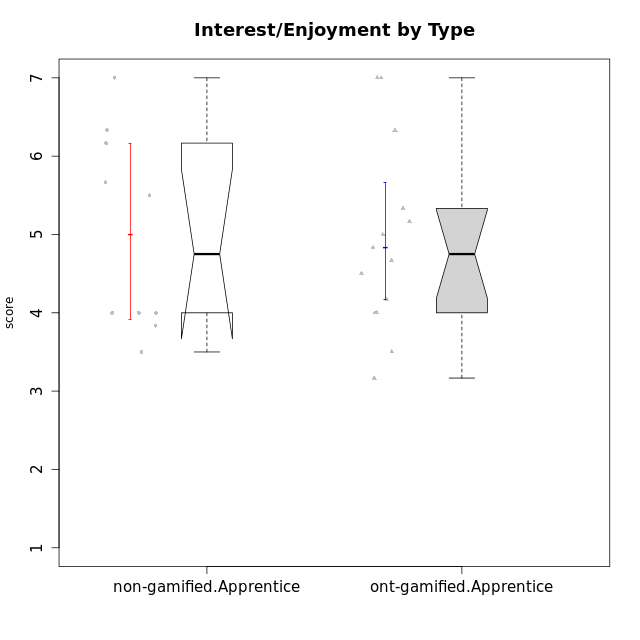 Interest/Enjoyment by Type
7
6
5
4
3
2
1
score
non-gamified.Apprentice
ont-gamified.Apprentice